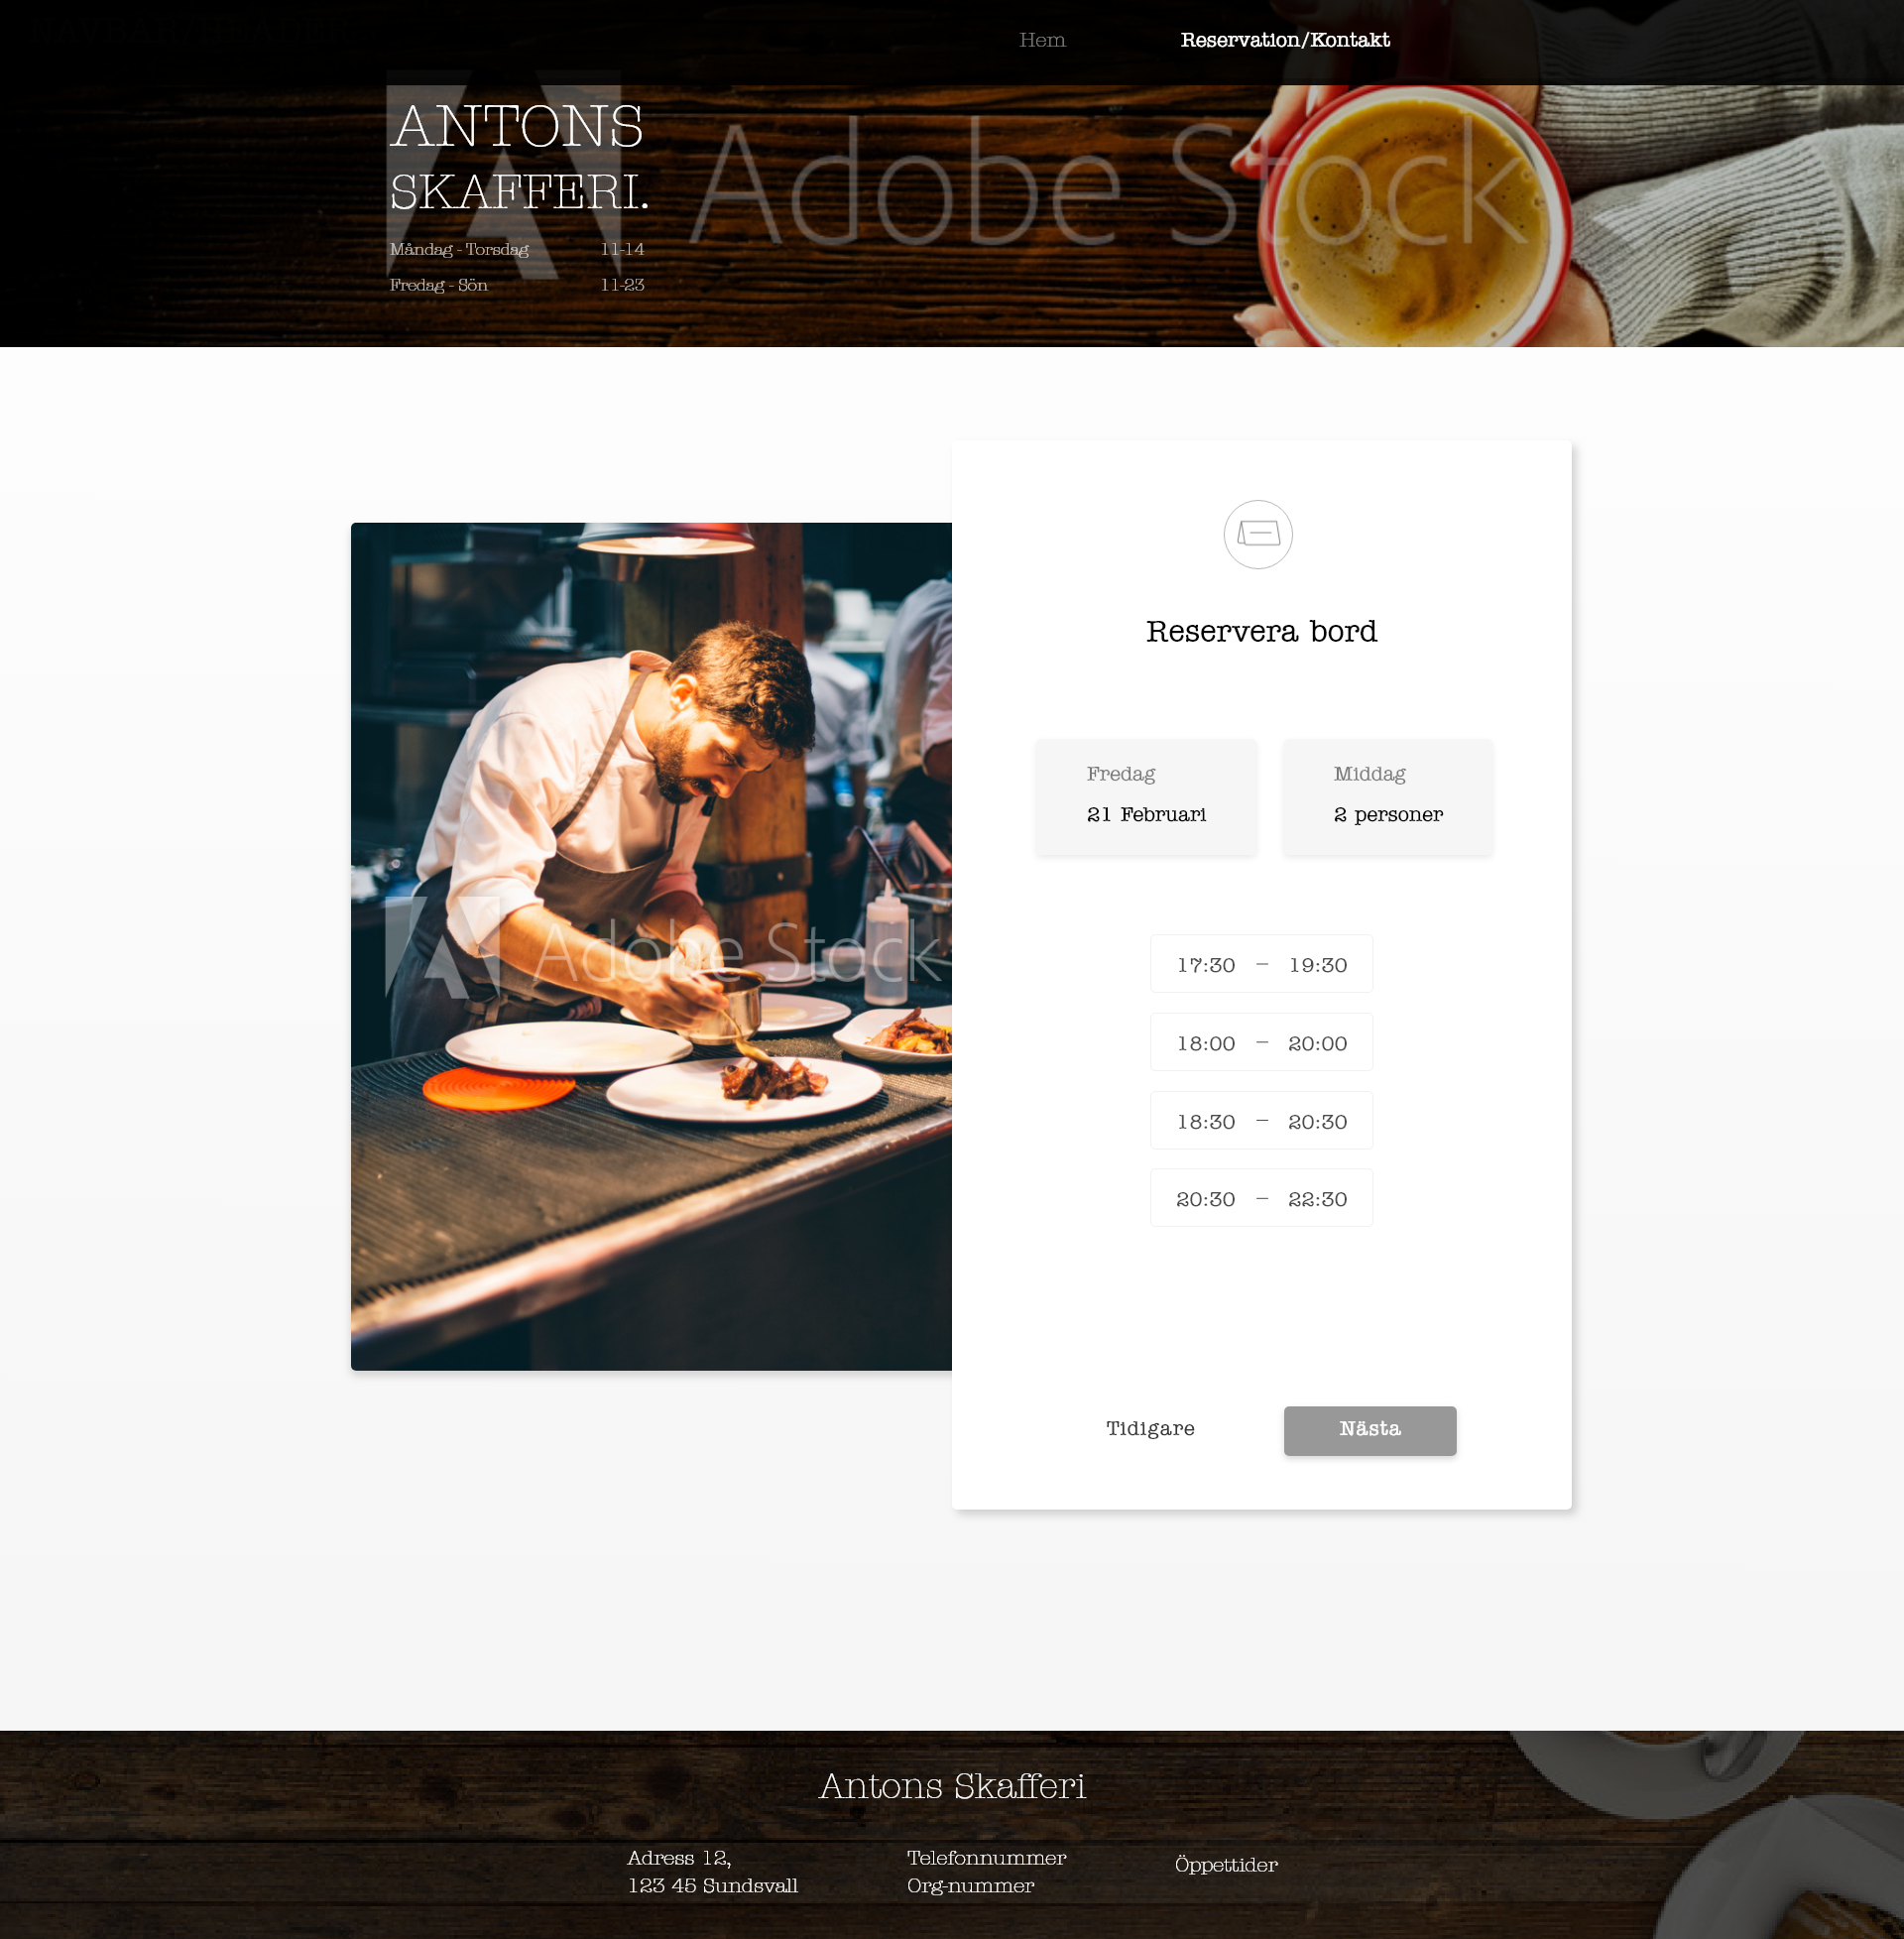 Hem Reservation/Kontakt
ANTONS
SKAFFERI.
Adobe Stock
Måndag - Torsdag 11-14
Fredag - Sön 11-23
Reservera bord
Fredag
21 Februari
Middag
2 personer
Adobe Stock
17:30 – 19:30
18:00 – 20:00
18:30 – 20:30
20:30 – 22:30
Tidigare Nästa
Antons Skafferi
Adress 12,
123 45 Sundsvall
Telefonnummer
Org-nummer
Öppettider